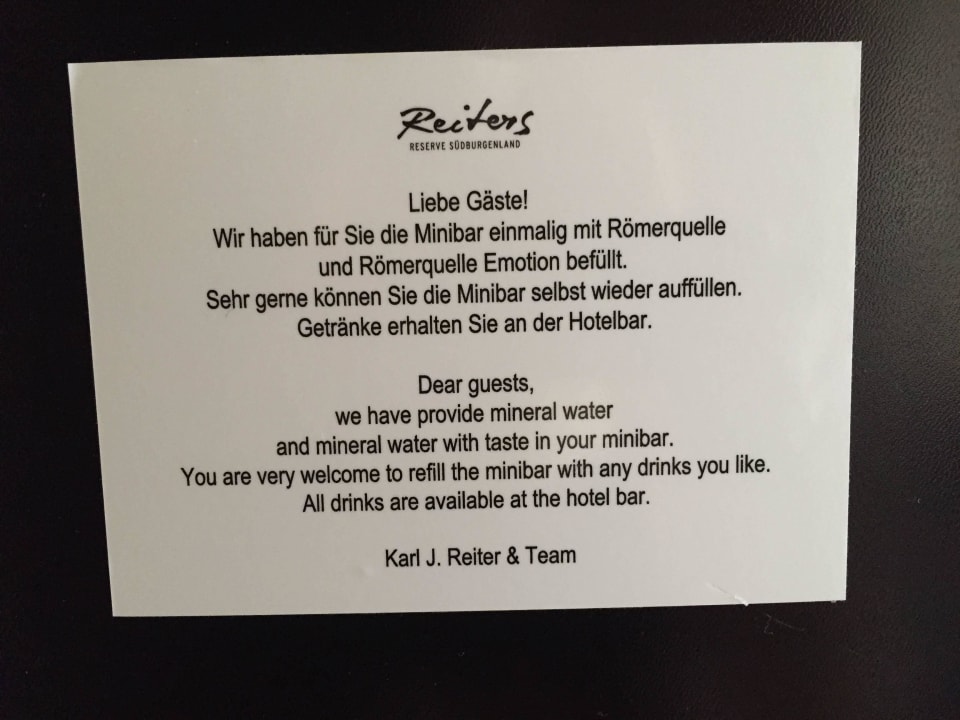 Reiters
RESERVE SÜDBURGENLAND
Liebe Gäste!
Wir haben für Sie die Minibar einmalig mit Römerquelle
und Römerquelle Emotion befüllt.
Sehr gerne können Sie die Minibar selbst wieder auffüllen.
Getränke erhalten Sie an der Hotelbar.
Dear guests,
we have provide mineral water
and mineral water with taste in your minibar.
You are very welcome to refill the minibar with any drinks you like.
All drinks are available at the hotel bar.
Karl J. Reiter & Team